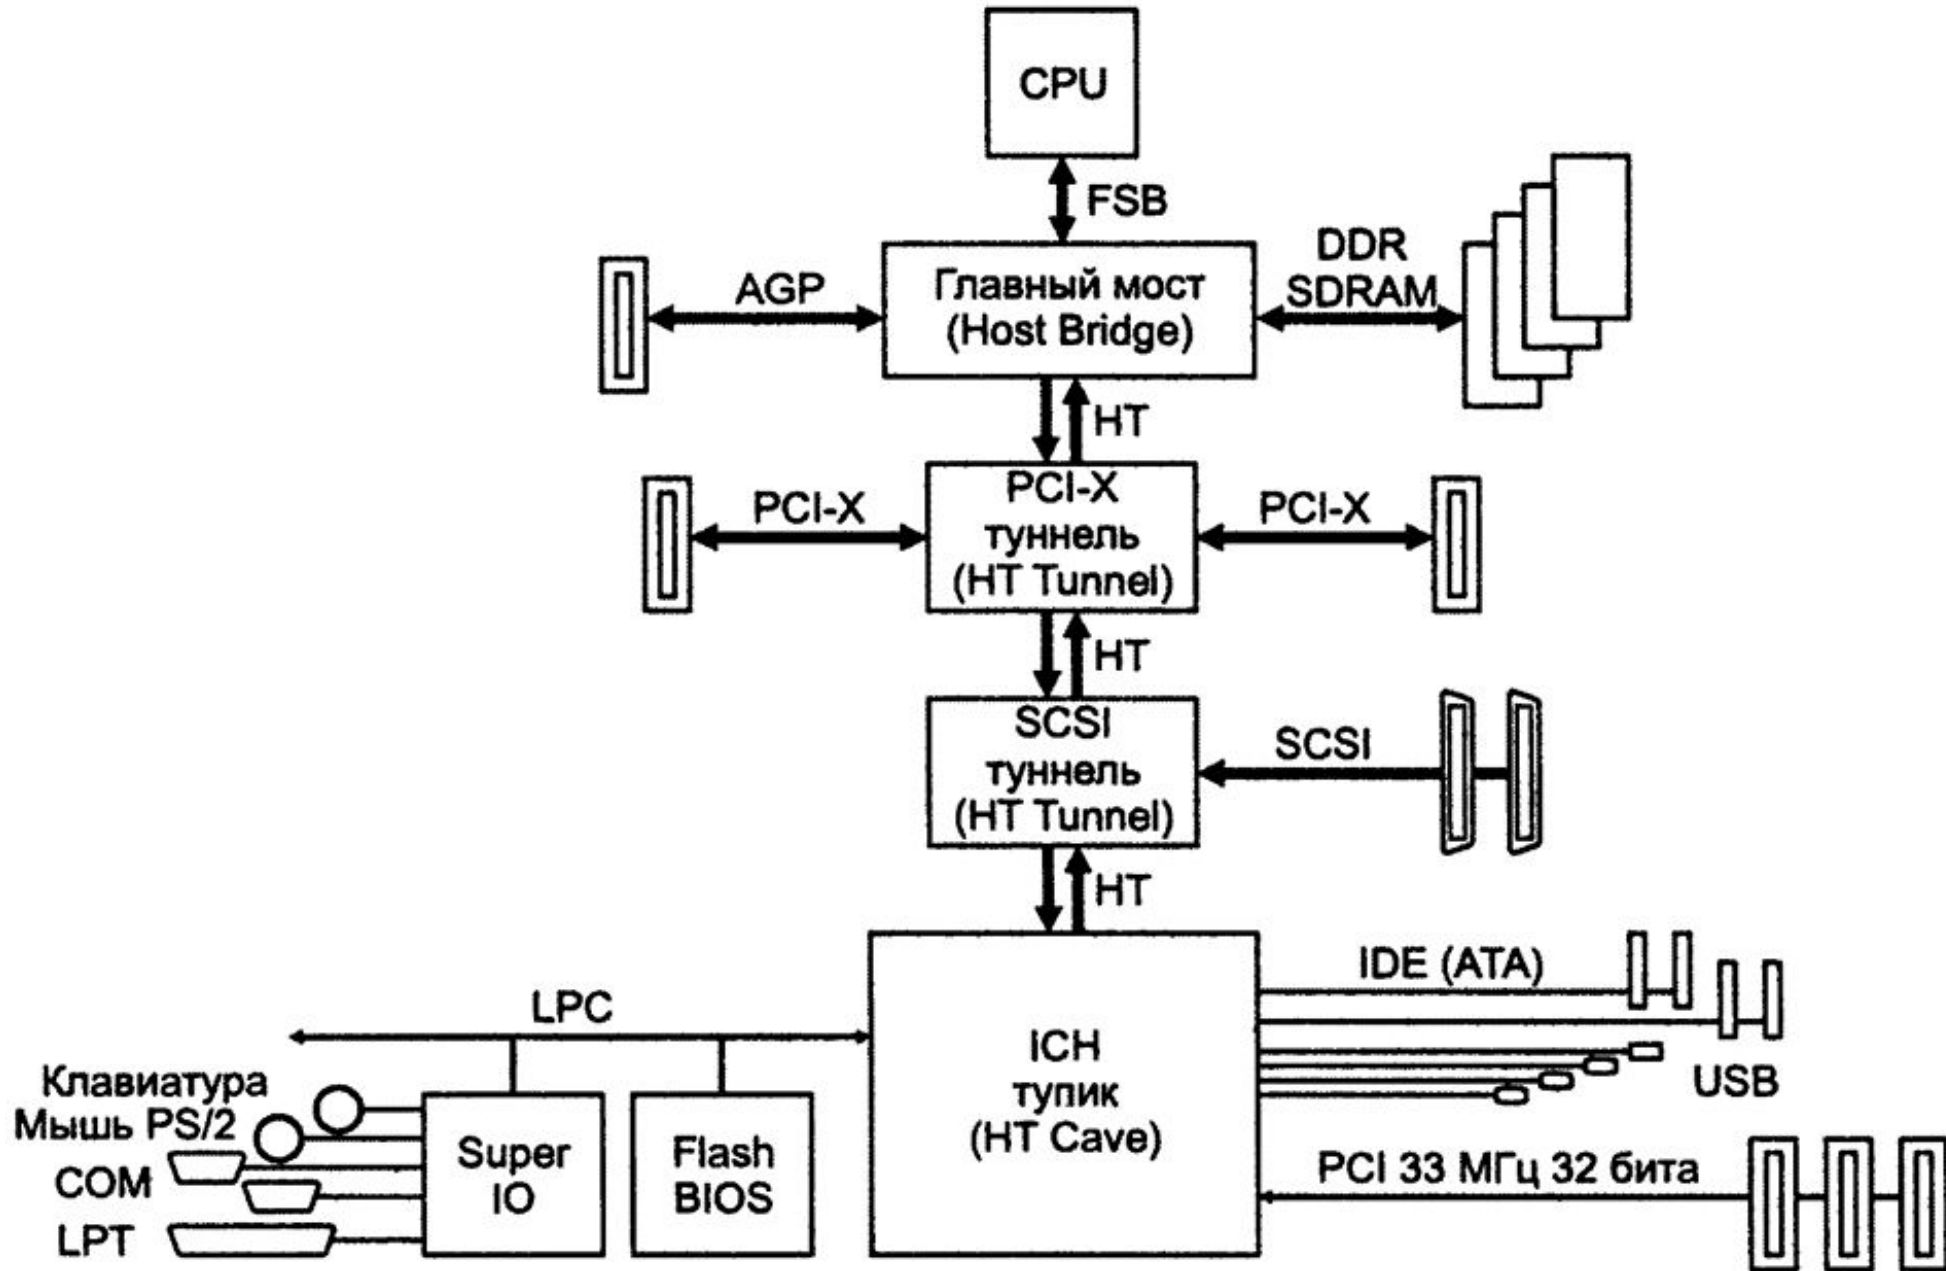 CPU
FSB
AGP
Главный мост
(Host Bridge)
DDR
SDRAM
HT
PCI-X
PCI-X
туннель
(HT Tunnel)
PCI-X
HT
SCSI
туннель
(HT Tunnel)
SCSI
HT
IDE (ATA)
LPC
ICH
тупик
(HT Cave)
USB
Клавиатура
Мышь PS/2
COM
LPT
Super
IO
Flash
BIOS
PCI 33 МГц 32 бита